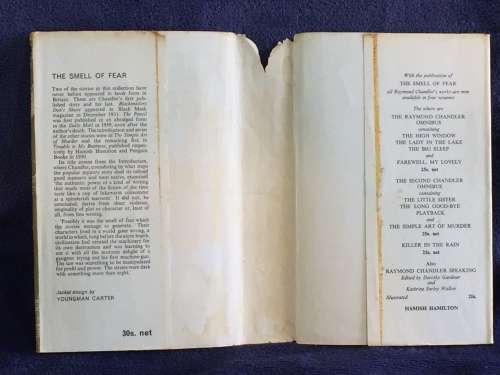 THE SMELL OF FEAR
Two of the stories in this collection have
never before appeared in book form in
Britain. These are Chandler's first pub-
lished story and his last. Blackmailers
Don't Shoot appeared in Black Mask
magazine in December 1933. The Pencil
was first published in an abridged form
in the Daily Mail in 1959, soon after the
author's death. The introduction and seven
of the other stories were in The Simple Art
of Murder and the remaining five in
Trouble is My Business, published respec-
tively by Hamish Hamilton and Penguin
Books in 1950.
Its title comes from the Introduction,
where Chandler, considering by what steps
the popular mystery story shed its refined
good manners and went native, examined
'the authentic power of a kind of writing
that made most of the fiction of the time
taste like a cup of lukewarm consommé
at a spinsterish tearoom'. It did not, he
concluded, derive from sheer violence,
originality of plot or character or, least of
all, from fine writing.
'Possibly it was the smell of fear which
the stories manage to generate. Their
characters lived in a world gone wrong, a
world in which, long before the atom bomb,
civilization had created the machinery for
its own destruction and was learning to
use it with all the moronic delight of a
gangster trying out his first machine-gun.
The law was something to be manipulated
for profit and power. The streets were dark
with something more than night.'
Jacket design by
YOUNGMAN CARTER
30s. net
With the publication of
THE SMELL OF FEAR
all Raymond Chandler's works are now
available in four volumes
The others are
THE RAYMOND CHANDLER
OMNIBUS
containing
THE HIGH WINDOW
THE LADY IN THE LAKE
THE BIG SLEEP
and
FAREWELL, MY LOVELY
25s. net
THE SECOND CHANDLER
OMNIBUS
containing
THE LITTLE SISTER
THE LONG GOOD-BYE
PLAYBACK
and
THE SIMPLE ART OF MURDER
net
KILLER IN THE RAIN
net
Also
RAYMOND CHANDLER SPEAKING
Edited by Dorothy Gardiner
and
Kathrine Sorley Walker
Illustrated
HAMISH HAMILTON